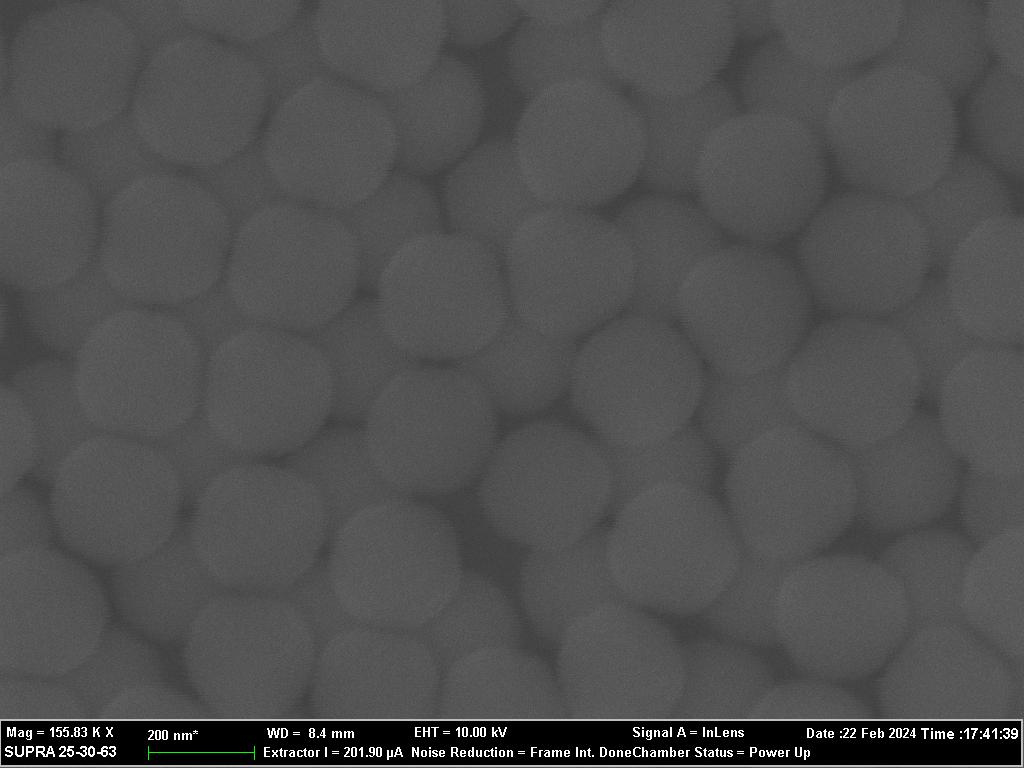 Mag = 155.83 K X 200 nm* WD = 8.4 mm EHT = 10.00 kV Signal A = InLens Date :22 Feb 2024 Time :17:41:39
SUPRA 25-30-63 Extractor I = 201.90 µA Noise Reduction = Frame Int. DoneChamber Status = Power Up